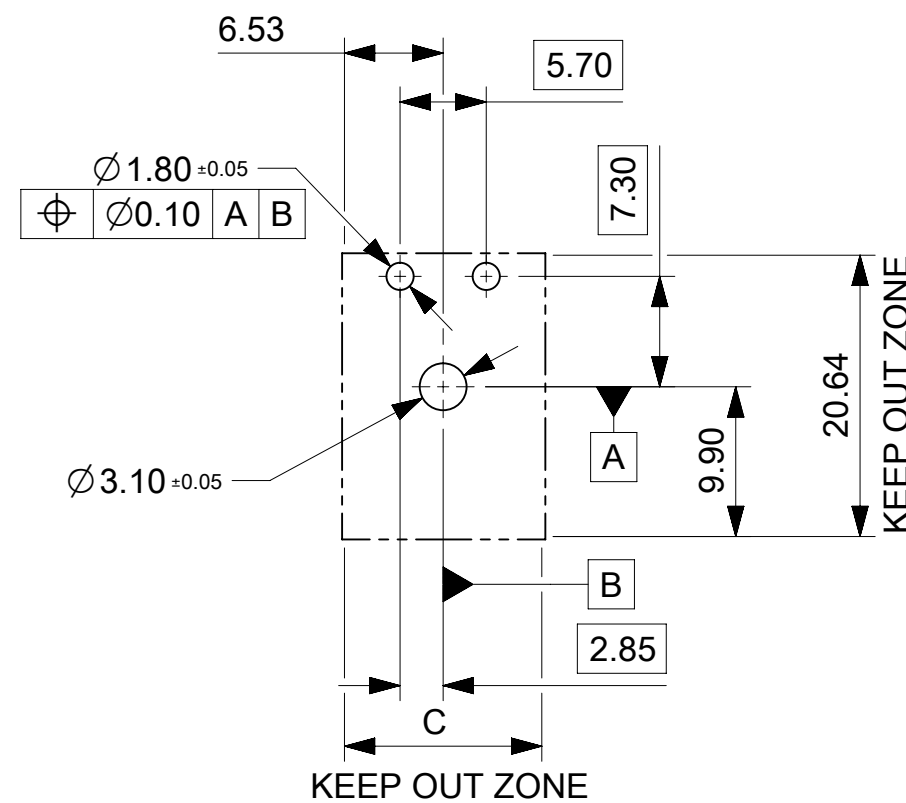 6.53
5.70
7.30
∅1.80 ±0.05
⌖ ∅0.10 A B
KEEP OUT ZONE
20.64
A
9.90
∅3.10 ±0.05
B
2.85
C
KEEP OUT ZONE